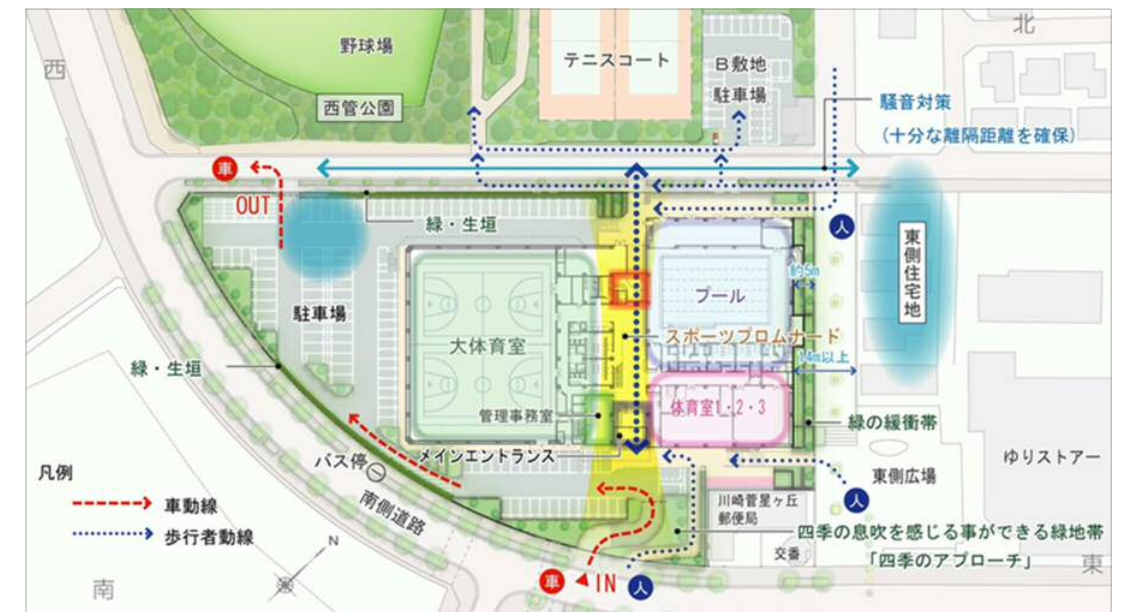 北
西
野球場
テニスコート
B敷地
駐車場
西管公園
騒音対策
(十分な離隔距離を確保)
車
OUT
緑・生垣
人
東側住宅地
約5m
プール
駐車場
スポーツプロムナード
大体育室
14m以上
緑・生垣
体育室1・2・3
管理事務室
緑の緩衝帯
メインエントランス
バス停
東側広場
ゆりストアー
凡例
車動線
歩行者動線
南側道路
人
川崎菅星ヶ丘
郵便局
四季の息吹を感じる事ができる緑地帯
「四季のアプローチ」
N
交番
東
南
車
IN
人